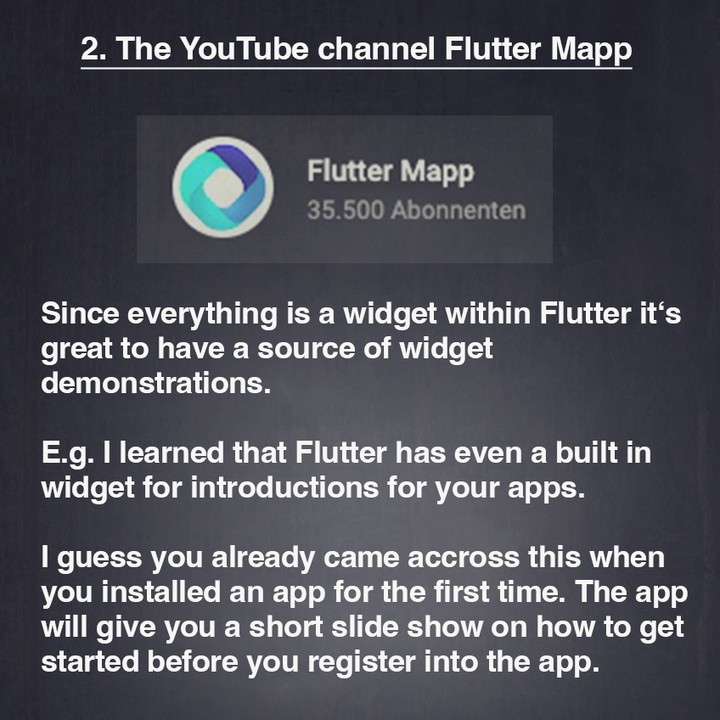 2. The YouTube channel Flutter Mapp
Flutter Mapp
35.500 Abonnenten
Since everything is a widget within Flutter it‘s
great to have a source of widget
demonstrations.
E.g. I learned that Flutter has even a built in
widget for introductions for your apps.
I guess you already came accross this when
you installed an app for the first time. The app
will give you a short slide show on how to get
started before you register into the app.